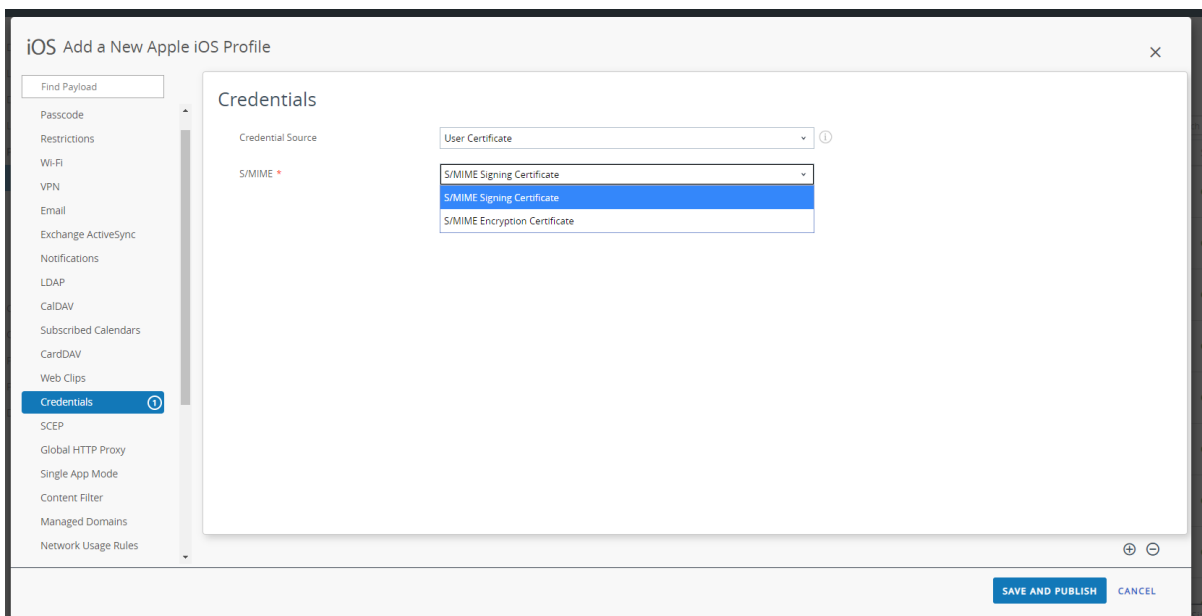 iOS Add a New Apple iOS Profile
Find Payload
Passcode
Restrictions
Wi-Fi
VPN
Email
Exchange ActiveSync
Notifications
LDAP
CalDAV
Subscribed Calendars
CardDAV
Web Clips
Credentials 1
SCEP
Global HTTP Proxy
Single App Mode
Content Filter
Managed Domains
Network Usage Rules
Credentials
Credential Source User Certificate
S/MIME * S/MIME Signing Certificate
S/MIME Signing Certificate
S/MIME Encryption Certificate
SAVE AND PUBLISH CANCEL